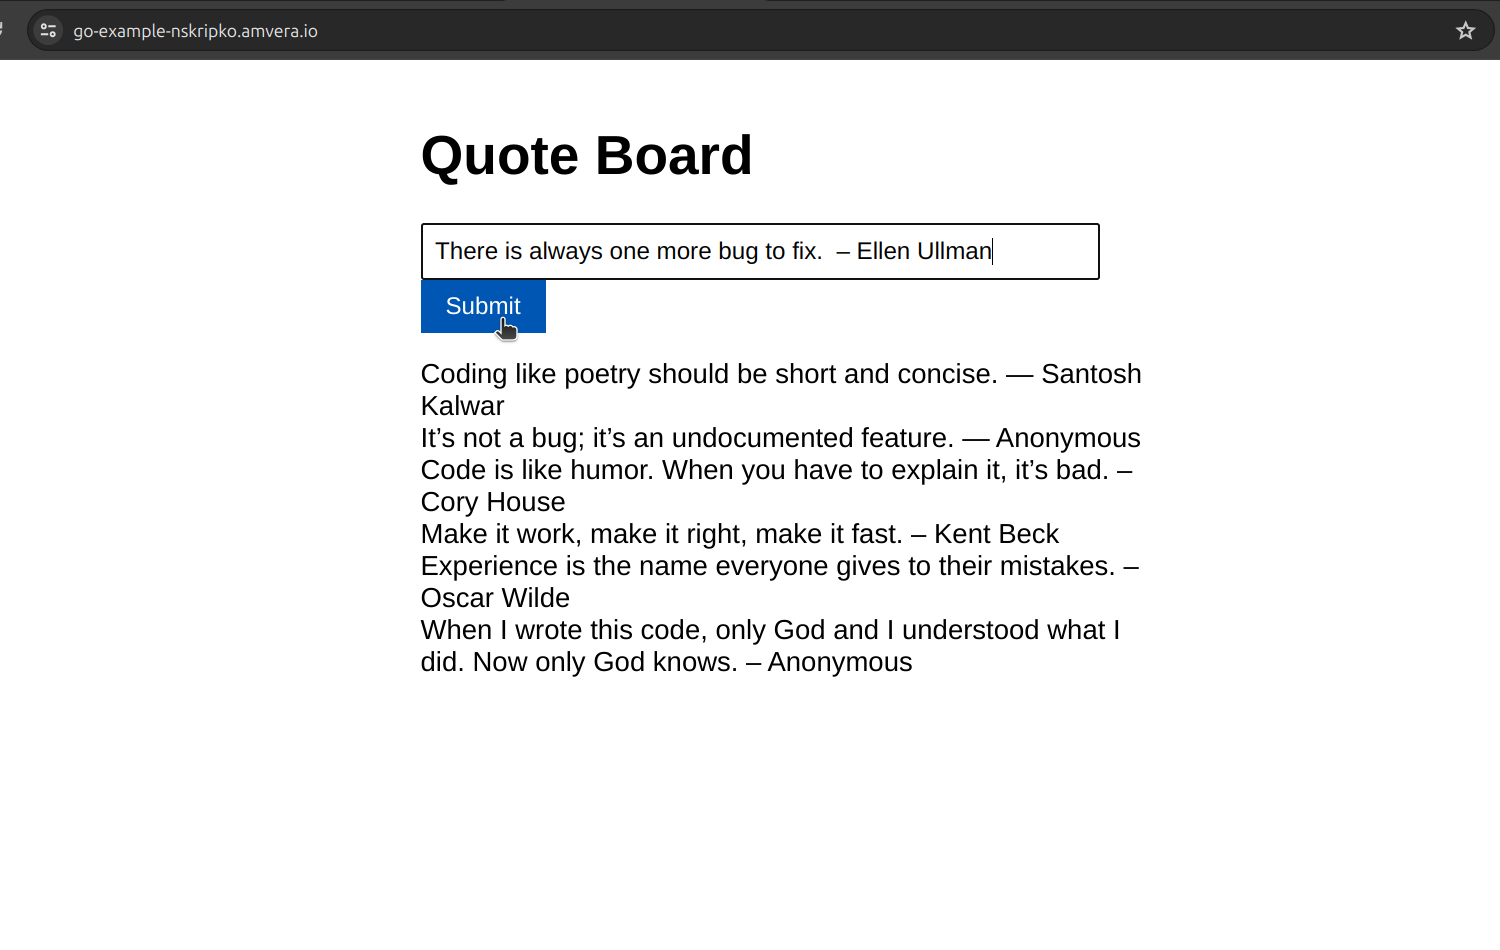 go-example-nskripko.amvera.io
Quote Board
There is always one more bug to fix.  – Ellen Ullman
Submit
Coding like poetry should be short and concise. — Santosh
Kalwar
It’s not a bug; it’s an undocumented feature. — Anonymous
Code is like humor. When you have to explain it, it’s bad. –
Cory House
Make it work, make it right, make it fast. – Kent Beck
Experience is the name everyone gives to their mistakes. –
Oscar Wilde
When I wrote this code, only God and I understood what I
did. Now only God knows. – Anonymous